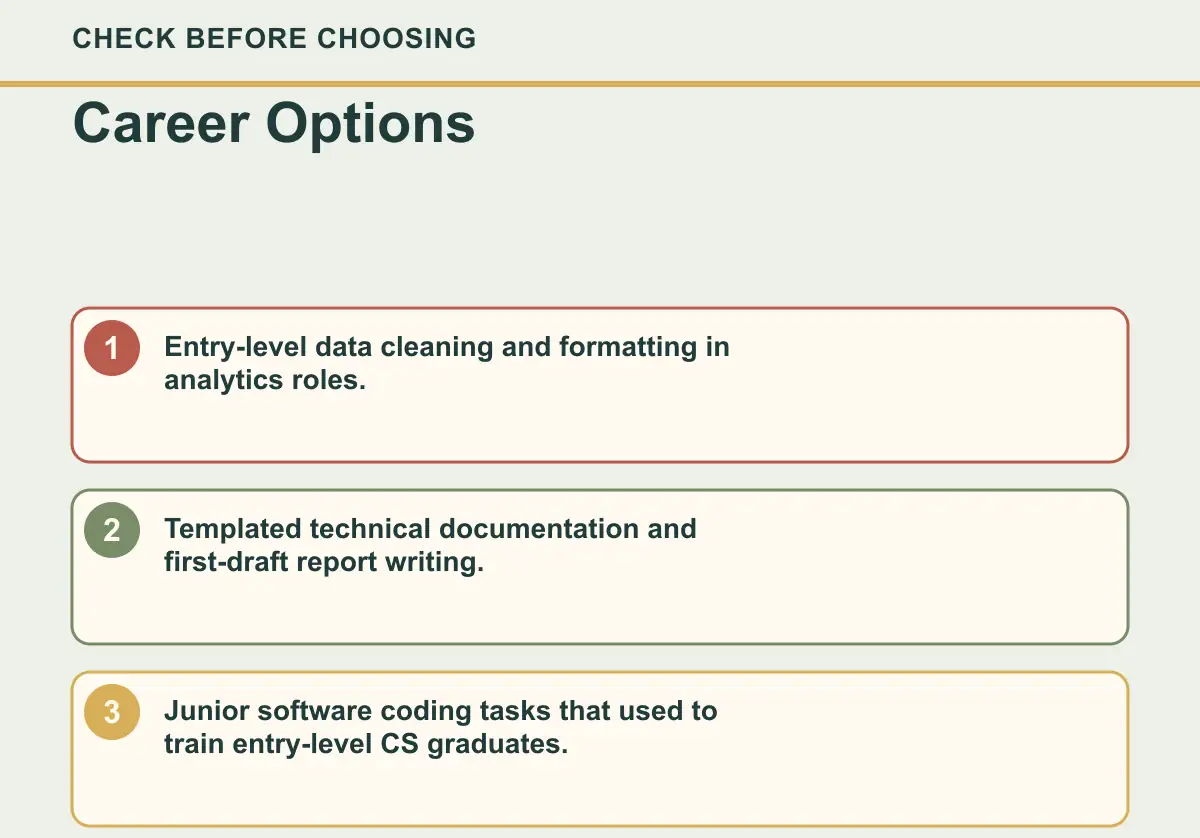 CHECK BEFORE CHOOSING
Career Options
1
Entry-level data cleaning and formatting in
analytics roles.
2
Templated technical documentation and
first-draft report writing.
3
Junior software coding tasks that used to
train entry-level CS graduates.